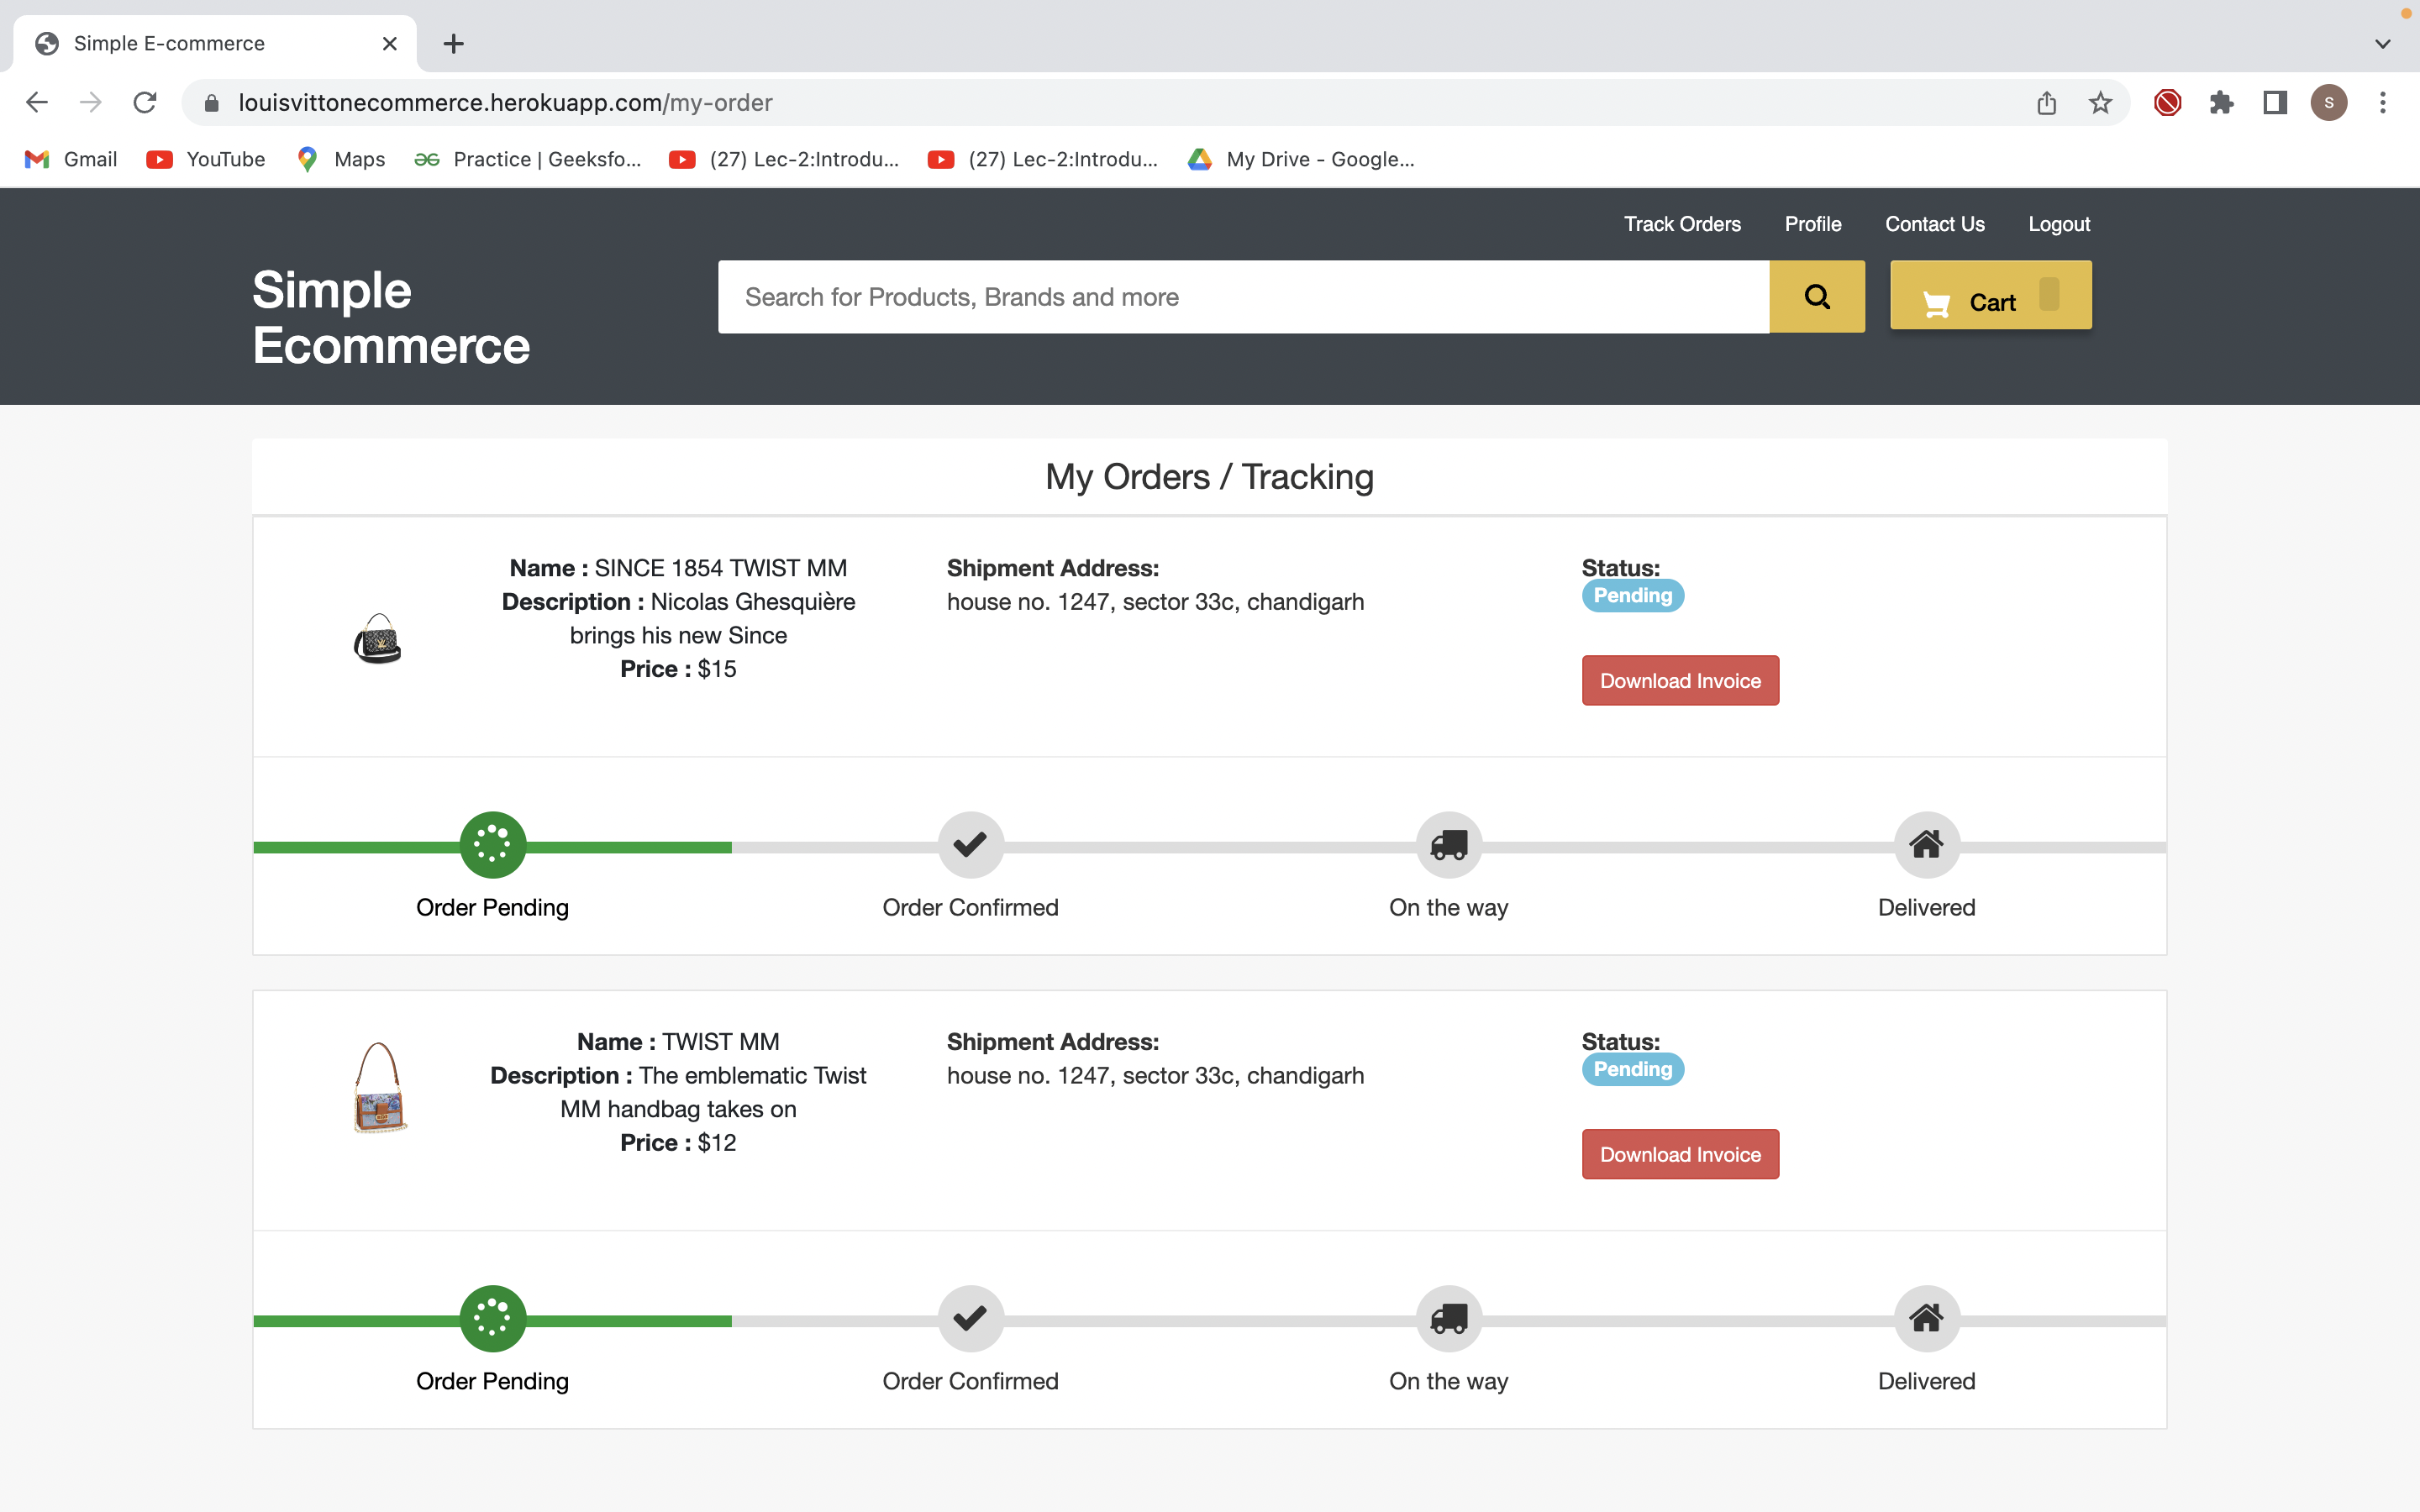 Simple E-commerce
louisvittonecommerce.herokuapp.com/my-order
S
Gmail YouTube Maps Practice | Geeksfo... (27) Lec-2:Introdu... (27) Lec-2:Introdu... My Drive - Google...
Track Orders Profile Contact Us Logout
Simple
Ecommerce
Search for Products, Brands and more
Cart
My Orders / Tracking
Name : SINCE 1854 TWIST MM
Description : Nicolas Ghesquière
brings his new Since
Price : $15
Shipment Address:
house no. 1247, sector 33c, chandigarh
Status:
Pending
Download Invoice
Order Pending Order Confirmed On the way Delivered
Name : TWIST MM
Description : The emblematic Twist
MM handbag takes on
Price : $12
Shipment Address:
house no. 1247, sector 33c, chandigarh
Status:
Pending
Download Invoice
Order Pending Order Confirmed On the way Delivered